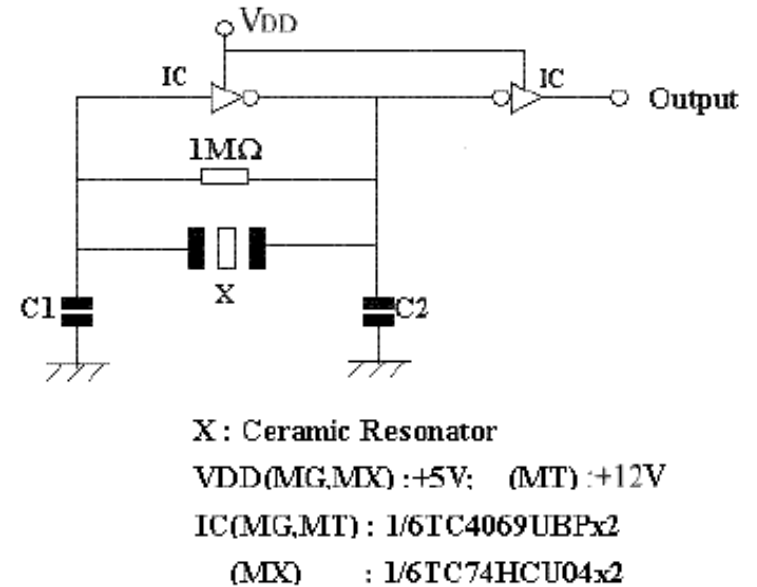 VDD
IC
IC
Output
1MΩ
X
C1
C2
X : Ceramic Resonator
VDD(MG,MX) :+5V; (MT) :+12V
IC(MG,MT) : 1/6TC4069UBPx2
(MX) : 1/6TC74HCU04x2